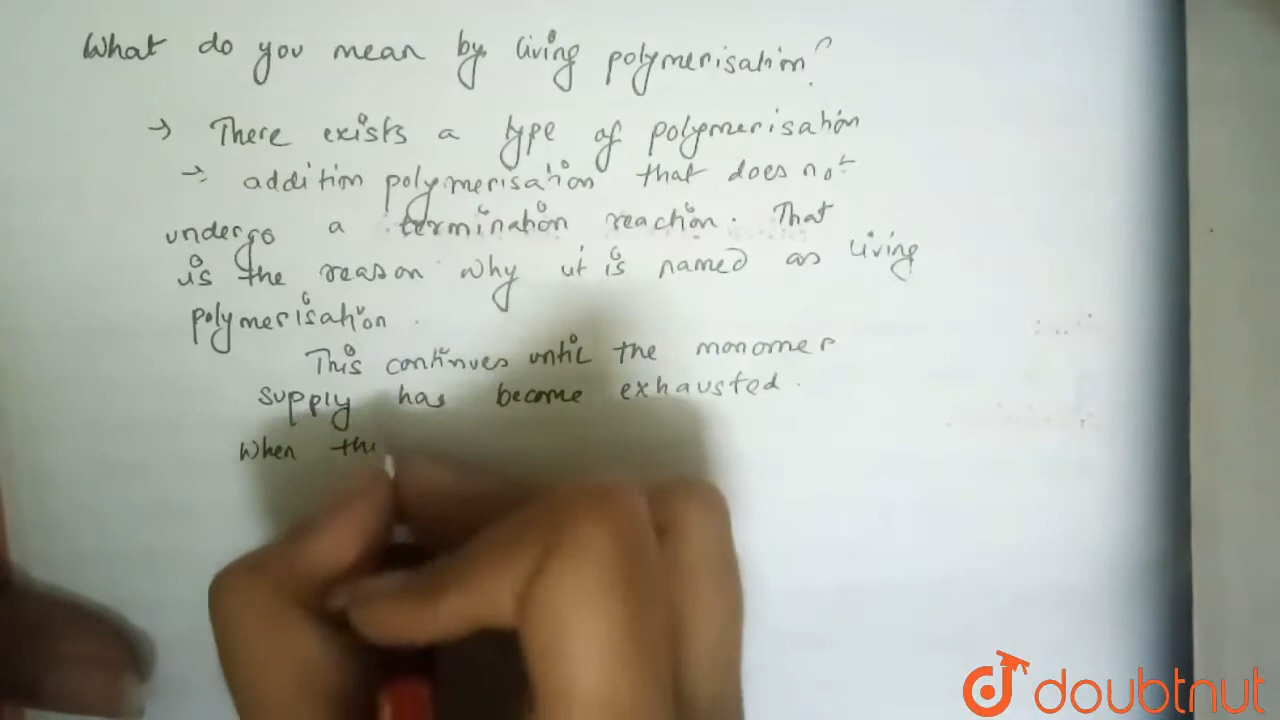 What do you mean by living polymerisation?
→ There exists a type of polymerisation
→ addition polymerisation that does not
undergo a termination reaction. That
is the reason why it is named as living
polymerisation.
This continues until the monomer
supply has become exhausted.
When the
doubtnut